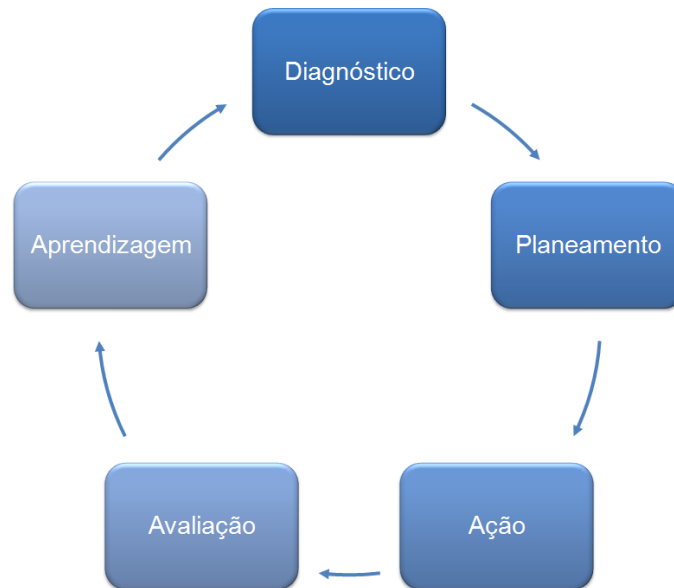 Diagnóstico
Planeamento
Ação
Avaliação
Aprendizagem